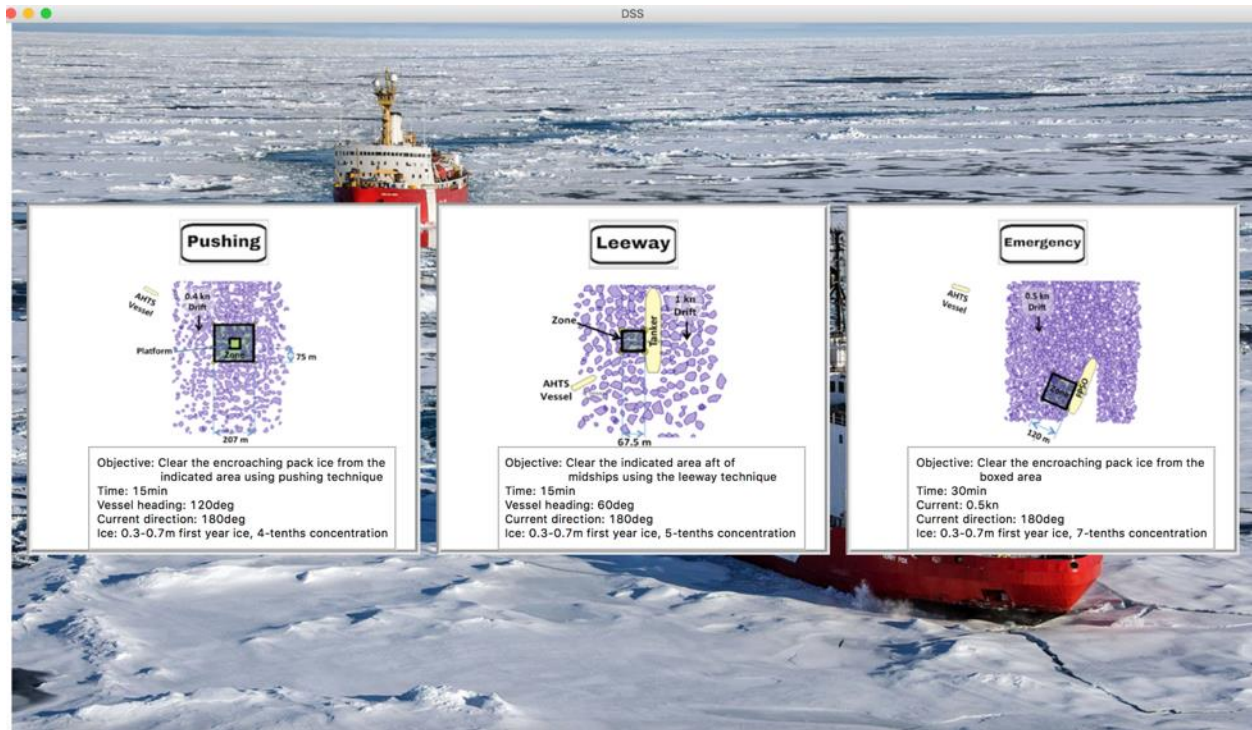 DSS
Pushing
AHTS
Vessel
0.4 kn
Drift
Platform
Zone
75 m
207 m
Objective: Clear the encroaching pack ice from the
indicated area using pushing technique
Time: 15min
Vessel heading: 120deg
Current direction: 180deg
Ice: 0.3-0.7m first year ice, 4-tenths concentration
Leeway
Zone
Tanker
1 kn
Drift
AHTS
Vessel
67.5 m
Objective: Clear the indicated area aft of
midships using the leeway technique
Time: 15min
Vessel heading: 60deg
Current direction: 180deg
Ice: 0.3-0.7m first year ice, 5-tenths concentration
Emergency
AHTS
Vessel
0.5 kn
Drift
Zone
FPSO
120 m
Objective: Clear the encroaching pack ice from the
boxed area
Time: 30min
Current: 0.5kn
Current direction: 180deg
Ice: 0.3-0.7m first year ice, 7-tenths concentration